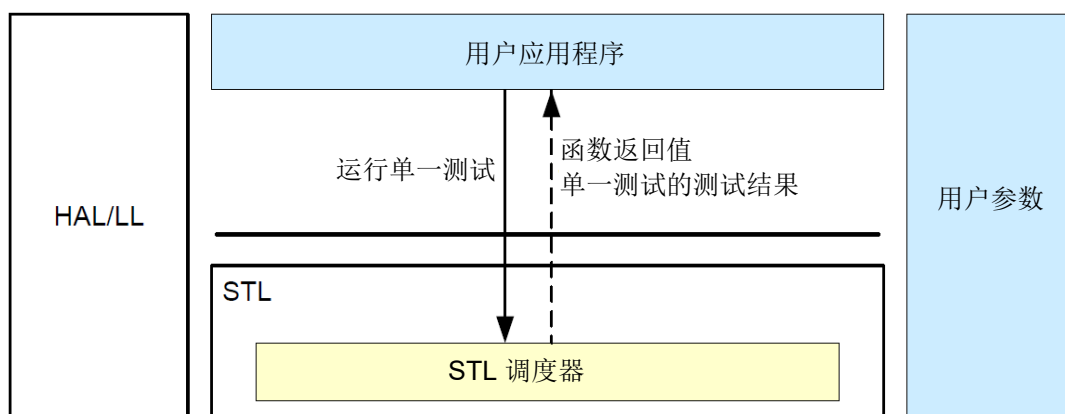 用户应用程序
运行单一测试
函数返回值
单一测试的测试结果
HAL/LL
用户参数
STL
STL 调度器